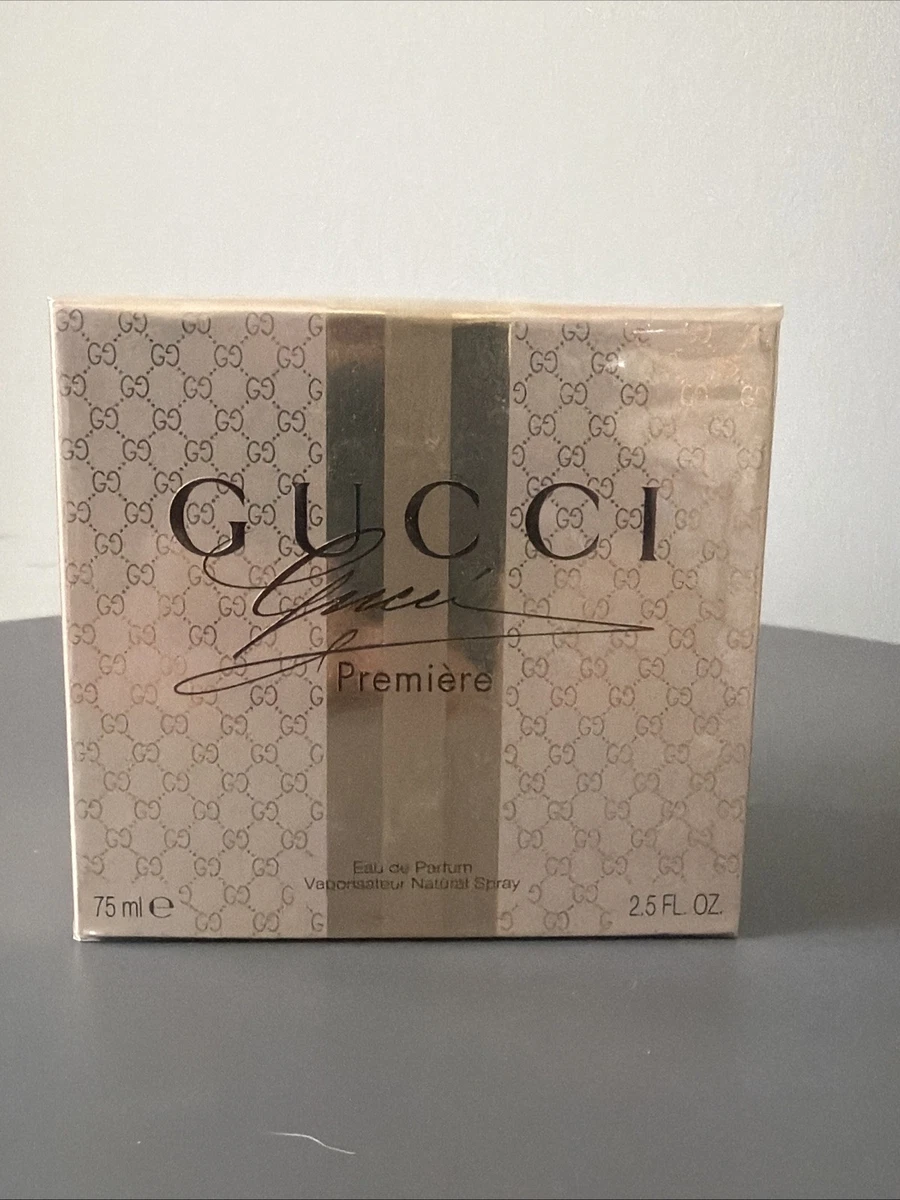 GUCCI
Gucci
Première
Eau de Parfum
Vaporisateur Natural Spray
75 ml e
2.5 FL. OZ.